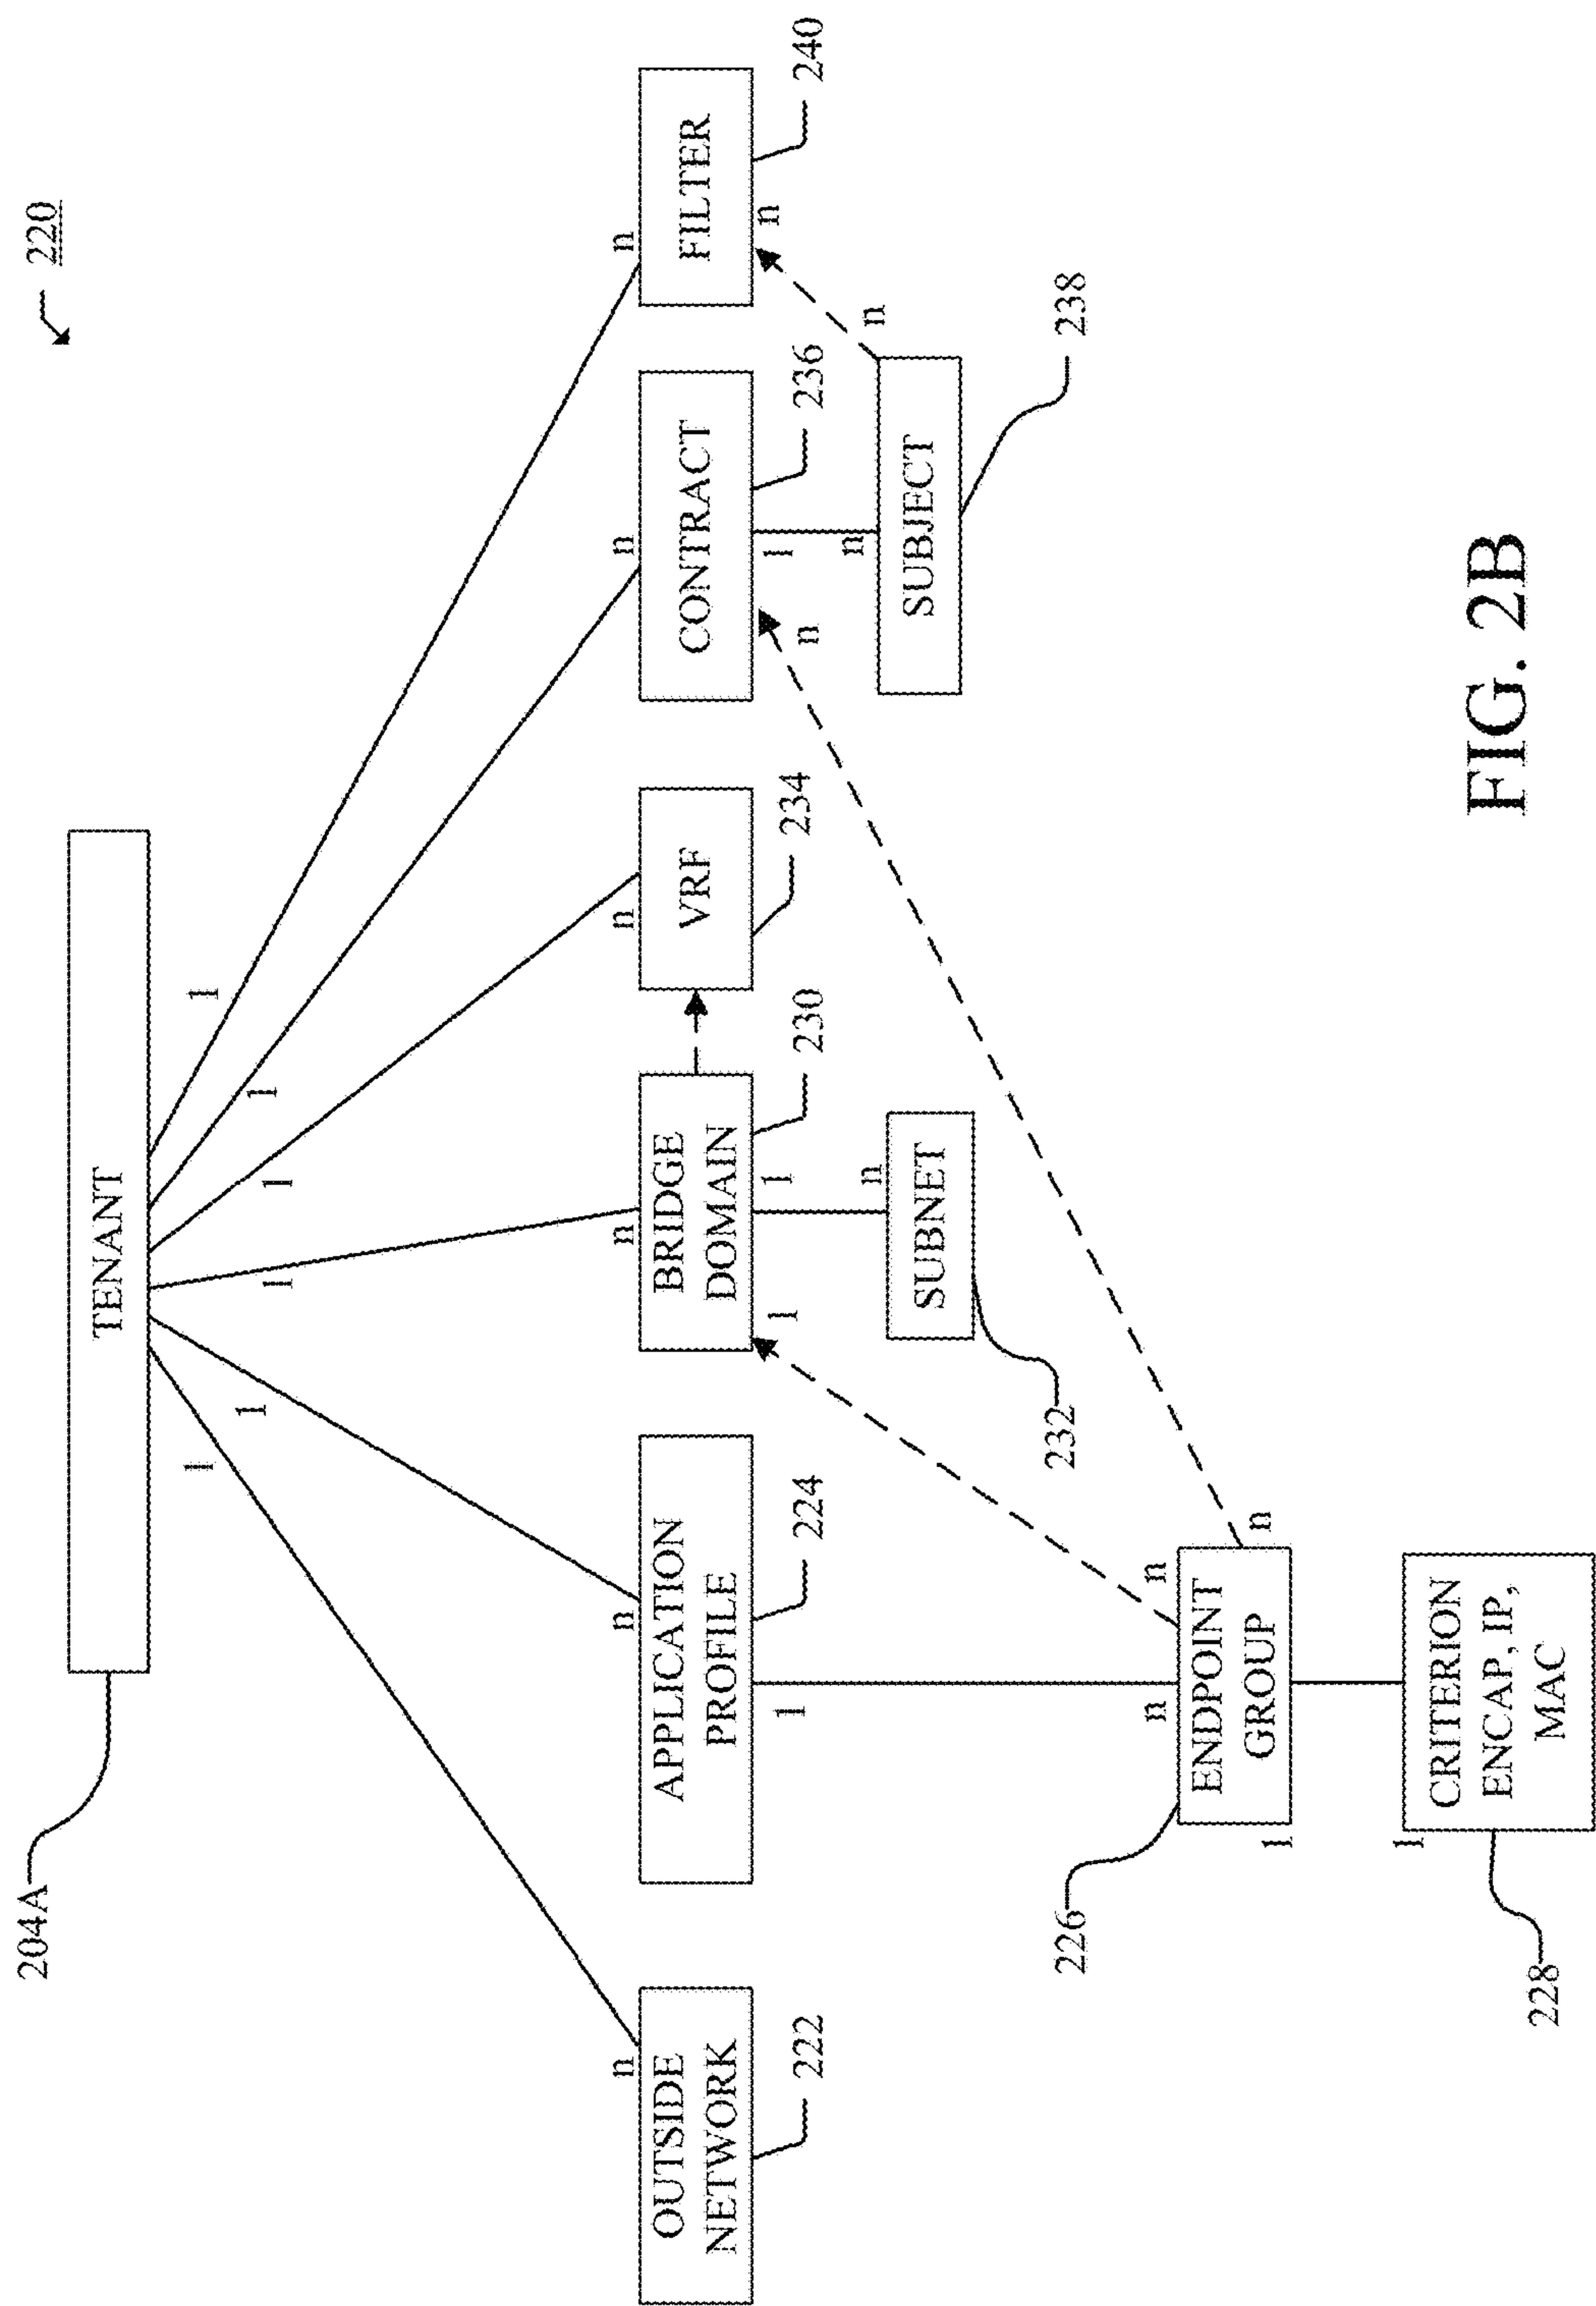 220
204A
TENANT
1
1
1
1
1
1
n
n
n
n
n
n
OUTSIDE
NETWORK
222
APPLICATION
PROFILE
224
BRIDGE
DOMAIN
230
VRF
234
CONTRACT
236
FILTER
240
1
1
1
n
1
n
n
n
n
SUBNET
232
SUBJECT
238
n
n
n
226
ENDPOINT
GROUP
1
1
228
CRITERION
ENCAP, IP,
MAC
FIG. 2B